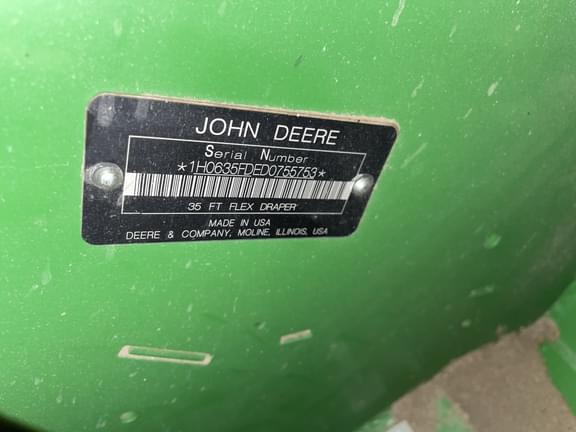 JOHN DEERE
Serial Number
*1H0635FDED0755753*
35 FT FLEX DRAPER
MADE IN USA
DEERE & COMPANY, MOLINE, ILLINOIS, USA